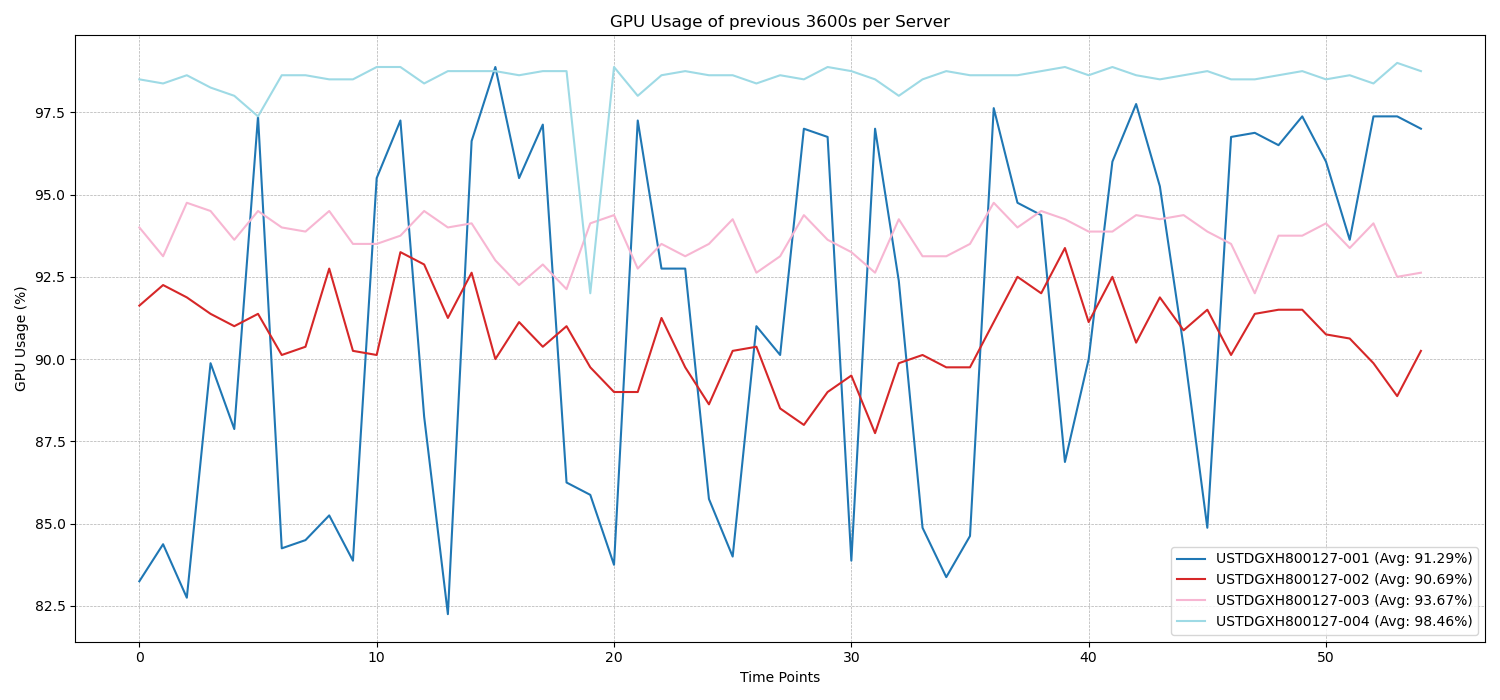 GPU Usage of previous 3600s per Server
97.5
95.0
92.5
90.0
87.5
85.0
82.5
GPU Usage (%)
0 10 20 30 40 50
Time Points
USTDGXH800127-001 (Avg: 91.29%)
USTDGXH800127-002 (Avg: 90.69%)
USTDGXH800127-003 (Avg: 93.67%)
USTDGXH800127-004 (Avg: 98.46%)